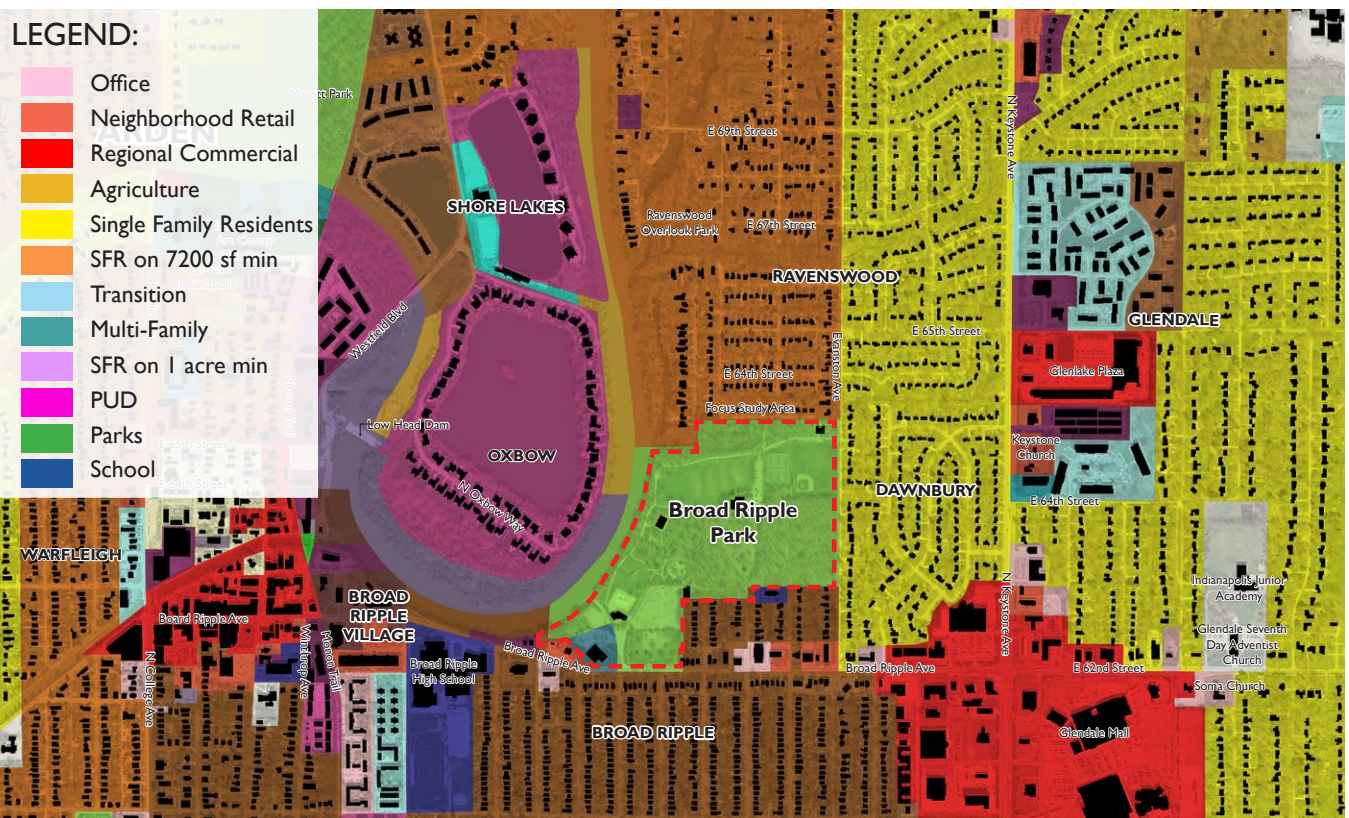 LEGEND:
Office
Neighborhood Retail
Regional Commercial
Agriculture
Single Family Residents
SFR on 7200 sf min
Transition
Multi-Family
SFR on 1 acre min
PUD
Parks
School
ARDEN
Park
E 69th Street
N Keystone Ave
SHORE LAKES
Ravenswood
Overlook Park
E 67th Street
RAVENSWOOD
Westfield Blvd
GLENDALE
E 65th Street
Evanston Ave
Glenlake Plaza
E 64th Street
Focus Study Area
Low Head Dam
Keystone
Church
OXBOW
N Oxbow Way
DAWNBURY
E 64th Street
Broad Ripple
Park
WARFLEIGH
Indianapolis Junior
Academy
BROAD
RIPPLE
VILLAGE
Board Ripple Ave
Winthrop Ave
Monon Trail
N College Ave
Broad Ripple
High School
Broad Ripple Ave
Broad Ripple Ave
N Keystone Ave
E 62nd Street
Glendale Seventh
Day Adventist
Church
Soma Church
BROAD RIPPLE
Glendale Mall